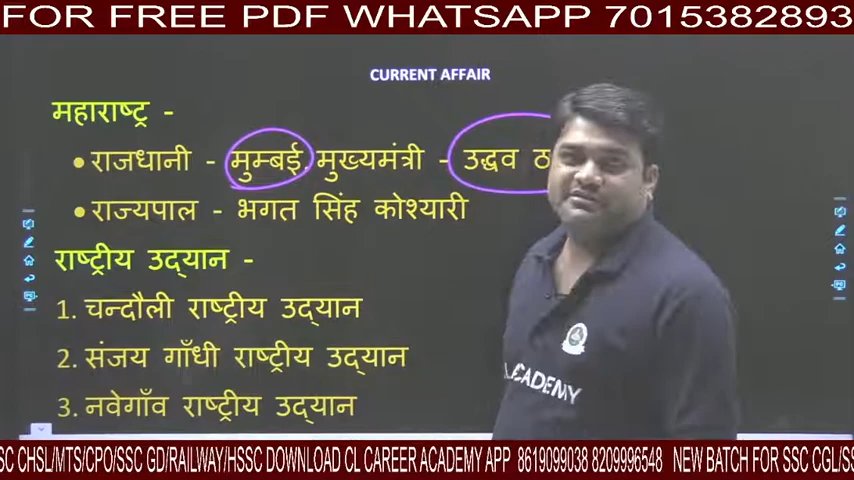 FOR FREE PDF WHATSAPP 7015382893
CURRENT AFFAIR
महाराष्ट्र -
• राजधानी - मुम्बई, मुख्यमंत्री - उद्धव ठ
• राज्यपाल - भगत सिंह कोश्यारी
राष्ट्रीय उद्यान -
1. चन्दौली राष्ट्रीय उद्यान
2. संजय गाँधी राष्ट्रीय उद्यान
3. नवेगाँव राष्ट्रीय उद्यान
ACADEMY
SC CHSL/MTS/CPO/SSC GD/RAILWAY/HSSC DOWNLOAD CL CAREER ACADEMY APP 8619099038 8209996548 NEW BATCH FOR SSC CGL/SS